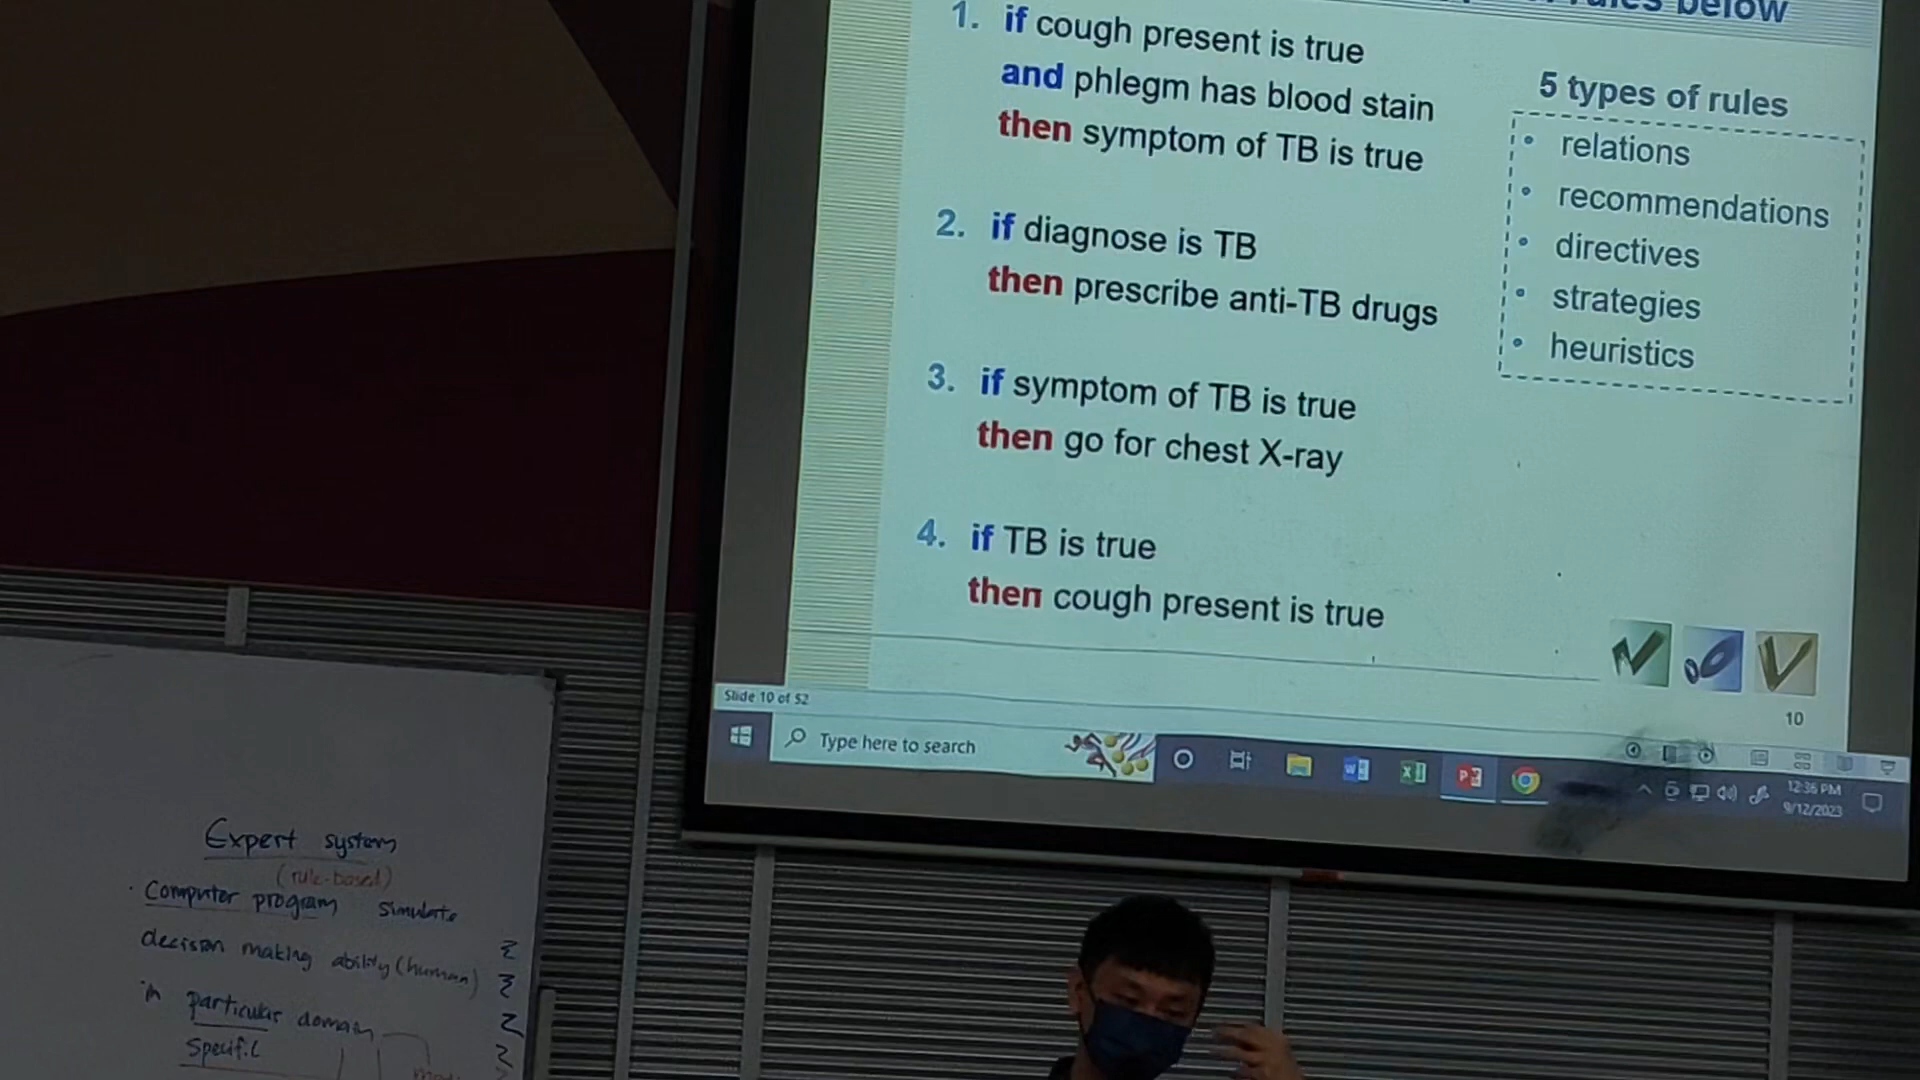 rules below
1. if cough present is true
and phlegm has blood stain
then symptom of TB is true
2. if diagnose is TB
then prescribe anti-TB drugs
3. if symptom of TB is true
then go for chest X-ray
4. if TB is true
then cough present is true
5 types of rules
• relations
• recommendations
• directives
• strategies
• heuristics
10
Slide 10 of 52
Type here to search
12:36 PM
9/12/2023
Expert system
(rule-based)
· Computer program simulate
decision making ability (human)
in particular domain
Specific